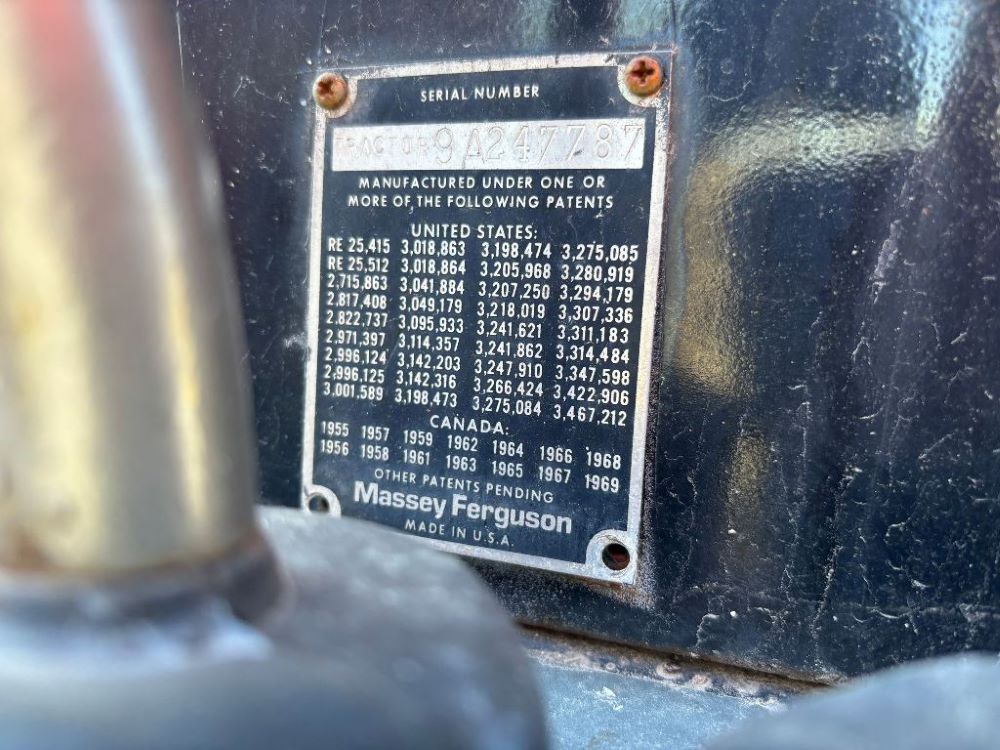 SERIAL NUMBER
TRACTOR 9A247787
MANUFACTURED UNDER ONE OR
MORE OF THE FOLLOWING PATENTS
UNITED STATES:
RE 25,415 3,018,863 3,198,474 3,275,085
RE 25,512 3,018,864 3,205,968 3,280,919
2,715,863 3,041,884 3,207,250 3,294,179
2,817,408 3,049,179 3,218,019 3,307,336
2,822,737 3,095,933 3,241,621 3,311,183
2,971,397 3,114,357 3,241,862 3,314,484
2,996,124 3,142,203 3,247,910 3,347,598
2,996,125 3,142,316 3,266,424 3,422,906
3,001,589 3,198,473 3,275,084 3,467,212
CANADA:
1955 1957 1959 1962 1964 1966 1968
1956 1958 1961 1963 1965 1967 1969
OTHER PATENTS PENDING
Massey Ferguson
MADE IN U.S.A.